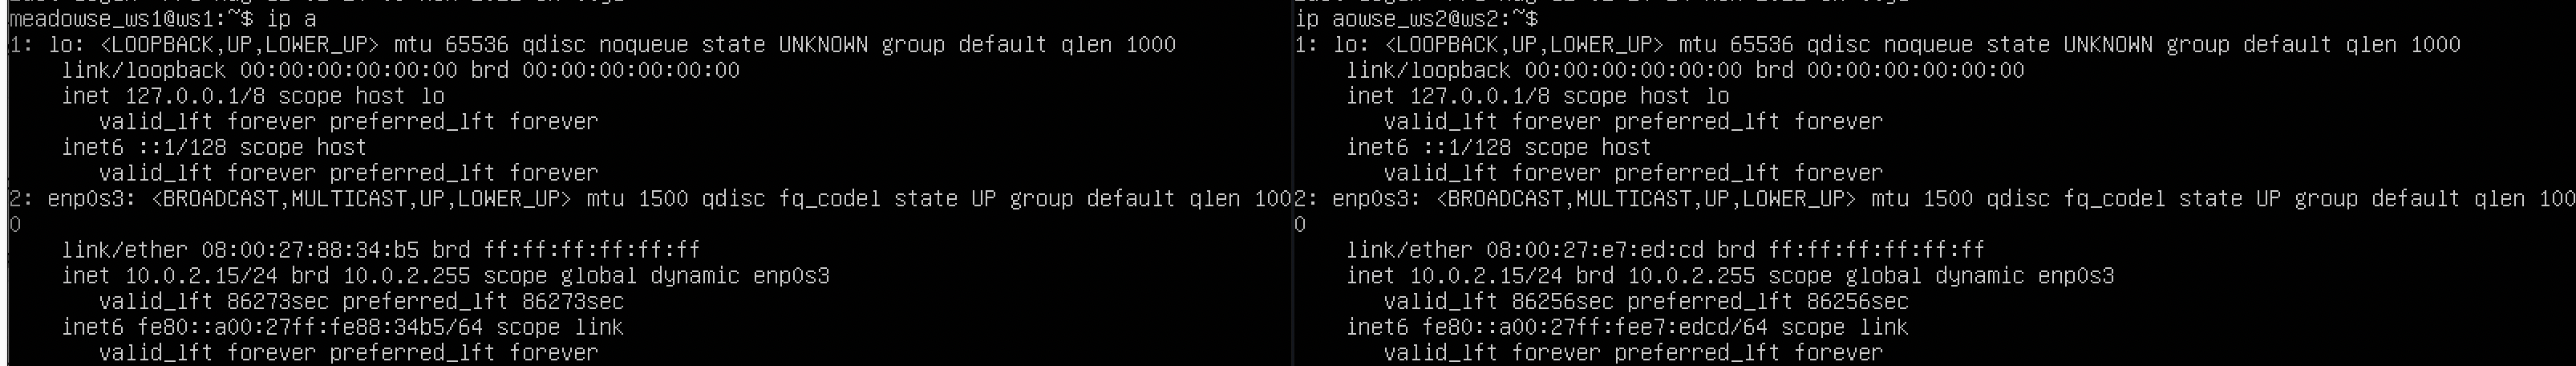 meadowse_ws1@ws1:~$ ip a
1: lo: <LOOPBACK,UP,LOWER_UP> mtu 65536 qdisc noqueue state UNKNOWN group default qlen 1000
    link/loopback 00:00:00:00:00:00 brd 00:00:00:00:00:00
    inet 127.0.0.1/8 scope host lo
       valid_lft forever preferred_lft forever
    inet6 ::1/128 scope host
       valid_lft forever preferred_lft forever
2: enp0s3: <BROADCAST,MULTICAST,UP,LOWER_UP> mtu 1500 qdisc fq_codel state UP group default qlen 100
0
    link/ether 08:00:27:88:34:b5 brd ff:ff:ff:ff:ff:ff
    inet 10.0.2.15/24 brd 10.0.2.255 scope global dynamic enp0s3
       valid_lft 86273sec preferred_lft 86273sec
    inet6 fe80::a00:27ff:fe88:34b5/64 scope link
       valid_lft forever preferred_lft forever
ip aowse_ws2@ws2:~$
1: lo: <LOOPBACK,UP,LOWER_UP> mtu 65536 qdisc noqueue state UNKNOWN group default qlen 1000
    link/loopback 00:00:00:00:00:00 brd 00:00:00:00:00:00
    inet 127.0.0.1/8 scope host lo
       valid_lft forever preferred_lft forever
    inet6 ::1/128 scope host
       valid_lft forever preferred_lft forever
2: enp0s3: <BROADCAST,MULTICAST,UP,LOWER_UP> mtu 1500 qdisc fq_codel state UP group default qlen 100
0
    link/ether 08:00:27:e7:ed:cd brd ff:ff:ff:ff:ff:ff
    inet 10.0.2.15/24 brd 10.0.2.255 scope global dynamic enp0s3
       valid_lft 86256sec preferred_lft 86256sec
    inet6 fe80::a00:27ff:fee7:edcd/64 scope link
       valid_lft forever preferred_lft forever